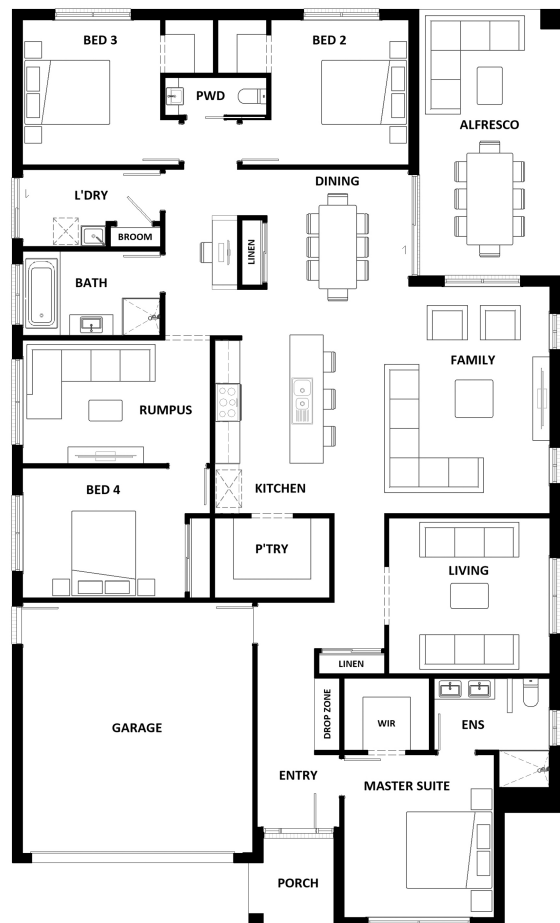 BED 3
BED 2
PWD
ALFRESCO
DINING
L'DRY
BROOM
LINEN
BATH
FAMILY
RUMPUS
KITCHEN
BED 4
P'TRY
LIVING
LINEN
DROP ZONE
WIR
ENS
GARAGE
ENTRY
MASTER SUITE
PORCH